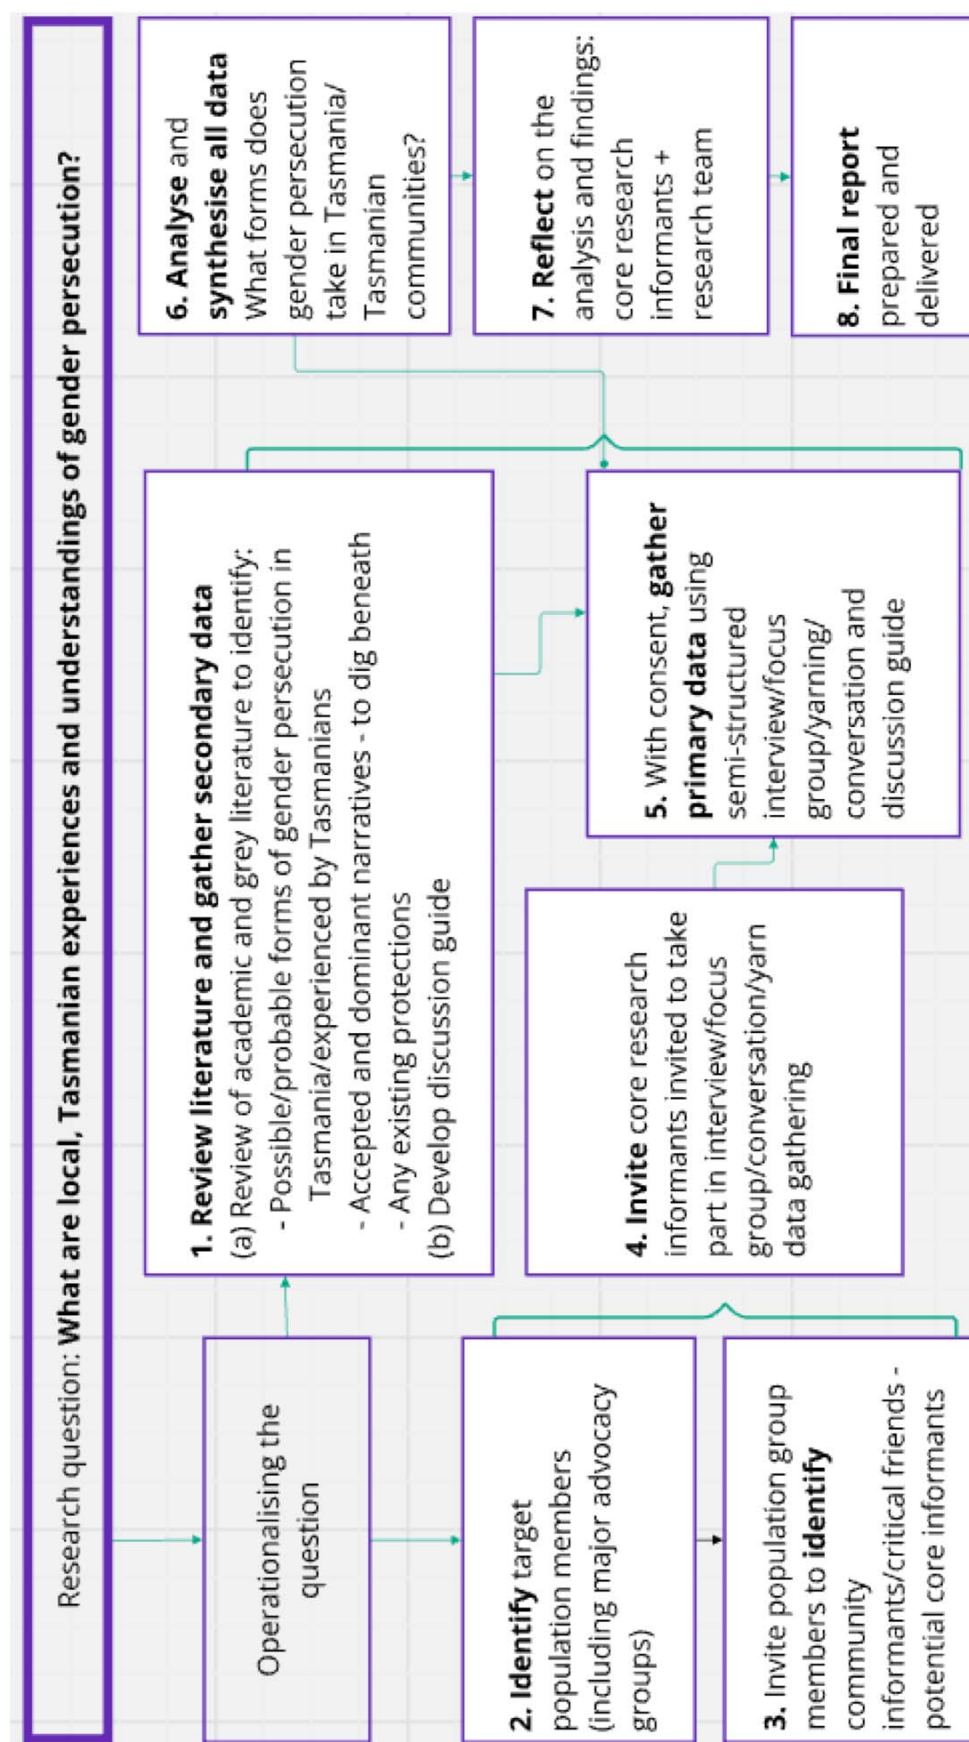 Research question: What are local, Tasmanian experiences and understandings of gender persecution?
Operationalising the
question
1. Review literature and gather secondary data
(a) Review of academic and grey literature to identify:
- Possible/probable forms of gender persecution in
Tasmania/experienced by Tasmanians
- Accepted and dominant narratives - to dig beneath
- Any existing protections
(b) Develop discussion guide
2. Identify target
population members
(including major advocacy
groups)
3. Invite population group
members to identify
community
informants/critical friends -
potential core informants
4. Invite core research
informants invited to take
part in interview/focus
group/conversation/yarn
data gathering
5. With consent, gather
primary data using
semi-structured
interview/focus
group/yarning/
conversation and
discussion guide
6. Analyse and
synthesise all data
What forms does
gender persecution
take in Tasmania/
Tasmanian
communities?
7. Reflect on the
analysis and findings:
core research
informants +
research team
8. Final report
prepared and
delivered